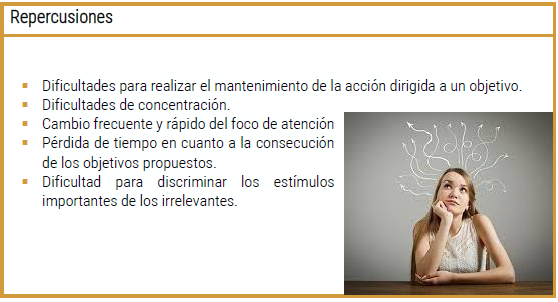 Repercusiones
Dificultades para realizar el mantenimiento de la acción dirigida a un objetivo.
Dificultades de concentración.
Cambio frecuente y rápido del foco de atención
Pérdida de tiempo en cuanto a la consecución
de los objetivos propuestos.
Dificultad para discriminar los estímulos
importantes de los irrelevantes.